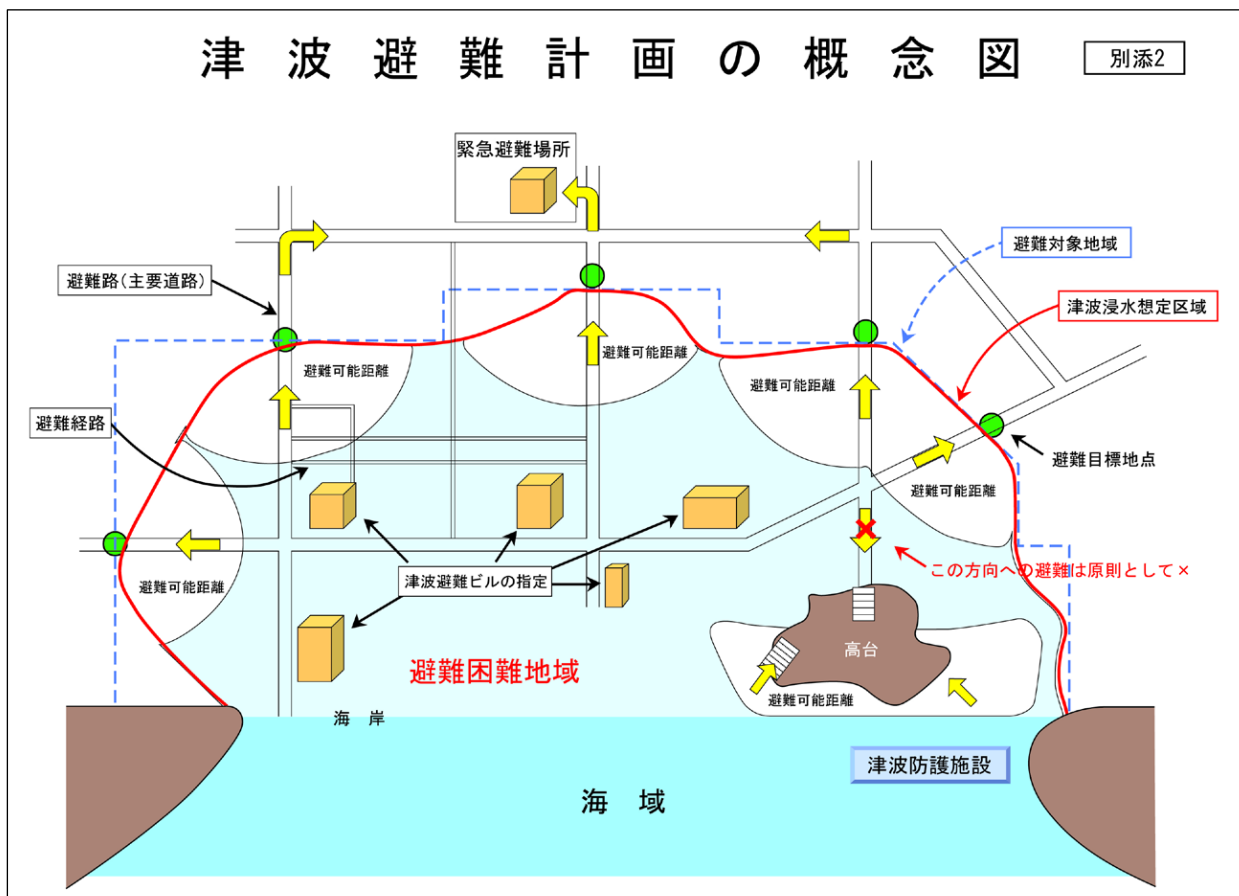 津波避難計画の概念図
別添2
緊急避難場所
避難対象地域
避難路(主要道路)
津波浸水想定区域
避難可能距離
避難可能距離
避難可能距離
避難経路
避難目標地点
避難可能距離
避難可能距離
津波避難ビルの指定
この方向への避難は原則として×
高台
避難困難地域
避難可能距離
海岸
津波防護施設
海域